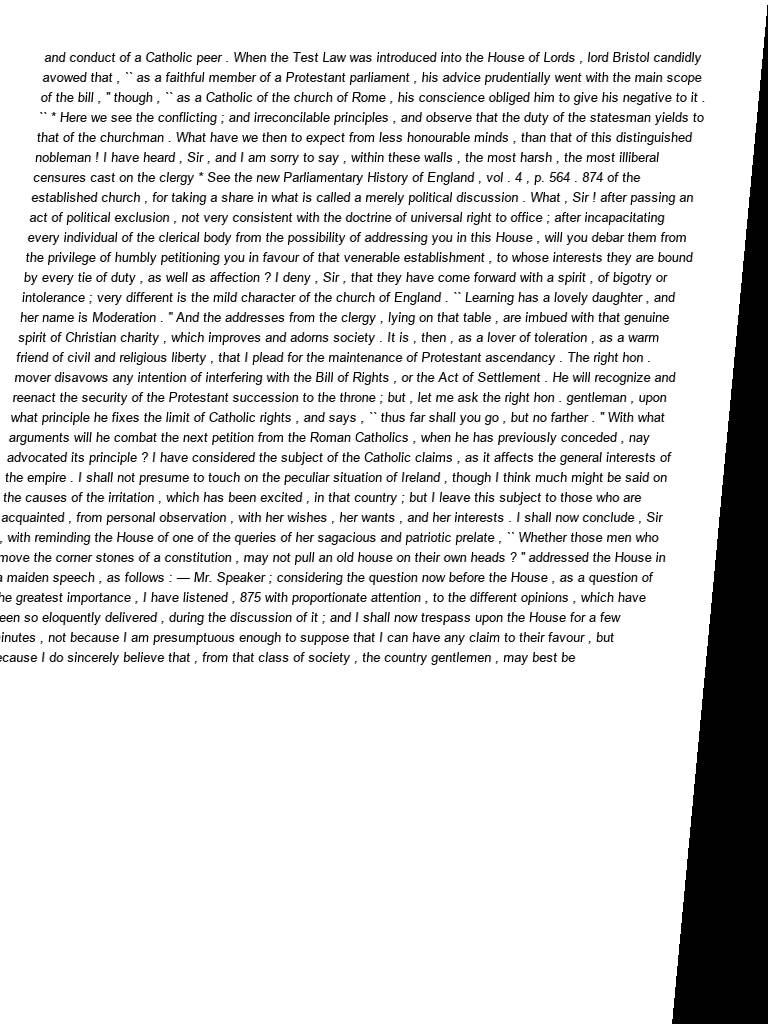 and conduct of a Catholic peer . When the Test Law was introduced into the House of Lords , lord Bristol candidly
avowed that , `` as a faithful member of a Protestant parliament , his advice prudentially went with the main scope
of the bill , '' though , `` as a Catholic of the church of Rome , his conscience obliged him to give his negative to it .
`` * Here we see the conflicting ; and irreconcilable principles , and observe that the duty of the statesman yields to
that of the churchman . What have we then to expect from less honourable minds , than that of this distinguished
nobleman ! I have heard , Sir , and I am sorry to say , within these walls , the most harsh , the most illiberal
censures cast on the clergy * See the new Parliamentary History of England , vol . 4 , p. 564 . 874 of the
established church , for taking a share in what is called a merely political discussion . What , Sir ! after passing an
act of political exclusion , not very consistent with the doctrine of universal right to office ; after incapacitating
every individual of the clerical body from the possibility of addressing you in this House , will you debar them from
the privilege of humbly petitioning you in favour of that venerable establishment , to whose interests they are bound
by every tie of duty , as well as affection ? I deny , Sir , that they have come forward with a spirit , of bigotry or
intolerance ; very different is the mild character of the church of England . `` Learning has a lovely daughter , and
her name is Moderation . '' And the addresses from the clergy , lying on that table , are imbued with that genuine
spirit of Christian charity , which improves and adorns society . It is , then , as a lover of toleration , as a warm
friend of civil and religious liberty , that I plead for the maintenance of Protestant ascendancy . The right hon .
mover disavows any intention of interfering with the Bill of Rights , or the Act of Settlement . He will recognize and
reenact the security of the Protestant succession to the throne ; but , let me ask the right hon . gentleman , upon
what principle he fixes the limit of Catholic rights , and says , `` thus far shall you go , but no farther . '' With what
arguments will he combat the next petition from the Roman Catholics , when he has previously conceded , nay
advocated its principle ? I have considered the subject of the Catholic claims , as it affects the general interests of
the empire . I shall not presume to touch on the peculiar situation of Ireland , though I think much might be said on
the causes of the irritation , which has been excited , in that country ; but I leave this subject to those who are
acquainted , from personal observation , with her wishes , her wants , and her interests . I shall now conclude , Sir
, with reminding the House of one of the queries of her sagacious and patriotic prelate , `` Whether those men who
move the corner stones of a constitution , may not pull an old house on their own heads ? '' addressed the House in
a maiden speech , as follows : — Mr. Speaker ; considering the question now before the House , as a question of
he greatest importance , I have listened , 875 with proportionate attention , to the different opinions , which have
een so eloquently delivered , during the discussion of it ; and I shall now trespass upon the House for a few
inutes , not because I am presumptuous enough to suppose that I can have any claim to their favour , but
ecause I do sincerely believe that , from that class of society , the country gentlemen , may best be